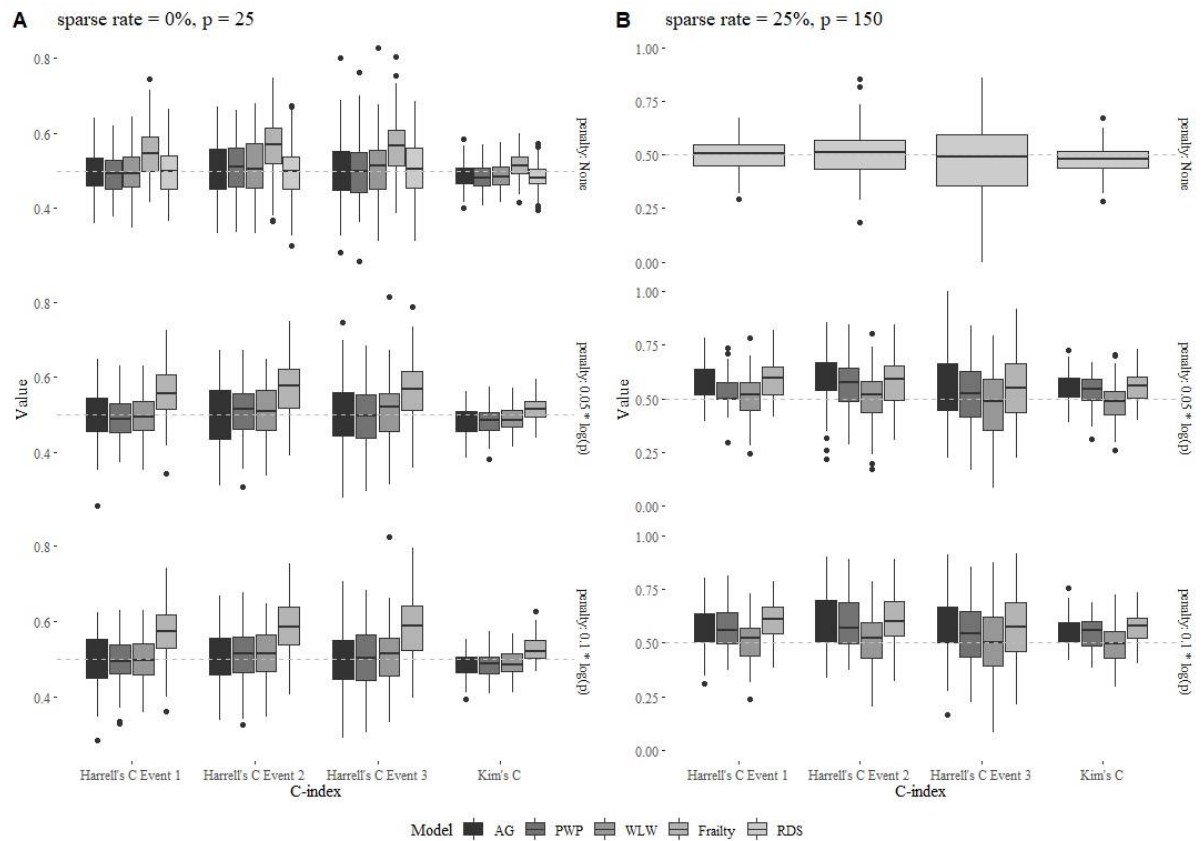 A sparse rate = 0%, p = 25
0.8
0.6
0.4
penalty: None
0.8
0.6
0.4
Value
penalty: 0.05 * log(p)
0.8
0.6
0.4
penalty: 0.1 * log(p)
Harrell's C Event 1 Harrell's C Event 2 Harrell's C Event 3 Kim's C
C-index
B sparse rate = 25%, p = 150
1.00
0.75
0.50
0.25
0.00
penalty: None
1.00
0.75
0.50
0.25
0.00
Value
penalty: 0.05 * log(p)
1.00
0.75
0.50
0.25
0.00
penalty: 0.1 * log(p)
Harrell's C Event 1 Harrell's C Event 2 Harrell's C Event 3 Kim's C
C-index
Model AG PWP WLW Frailty RDS